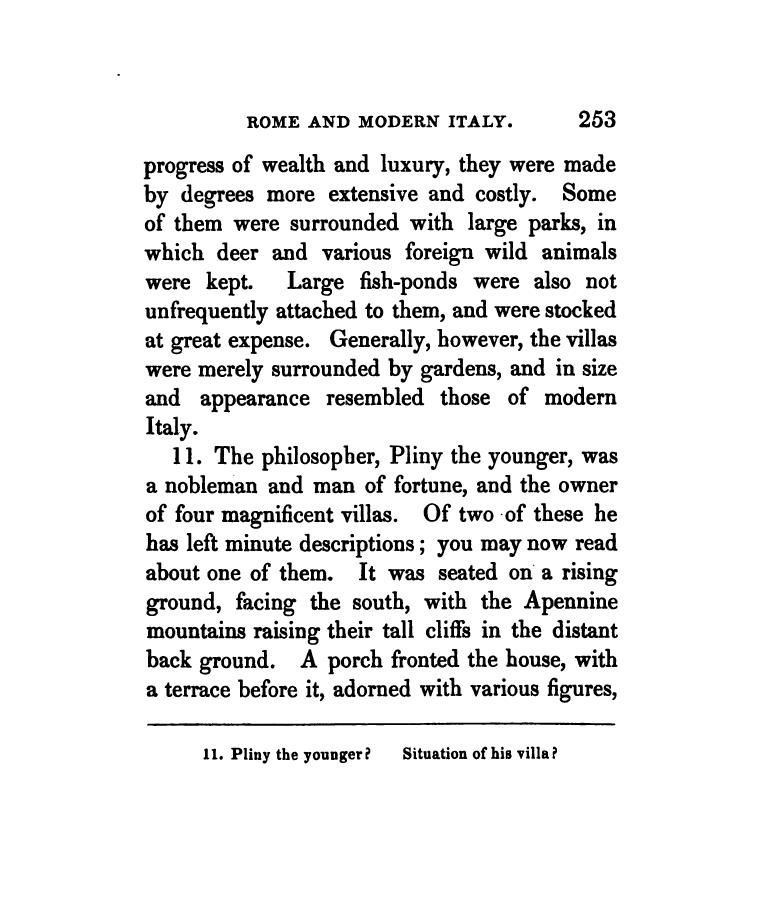 ROME AND MODERN ITALY. 253
progress of wealth and luxury, they were made
by degrees more extensive and costly. Some
of them were surrounded with large parks, in
which deer and various foreign wild animals
were kept. Large fish-ponds were also not
unfrequently attached to them, and were stocked
at great expense. Generally, however, the villas
were merely surrounded by gardens, and in size
and appearance resembled those of modern
Italy.
11. The philosopher, Pliny the younger, was
a nobleman and man of fortune, and the owner
of four magnificent villas. Of two of these he
has left minute descriptions; you may now read
about one of them. It was seated on a rising
ground, facing the south, with the Apennine
mountains raising their tall cliffs in the distant
back ground. A porch fronted the house, with
a terrace before it, adorned with various figures,
11. Pliny the younger? Situation of his villa?